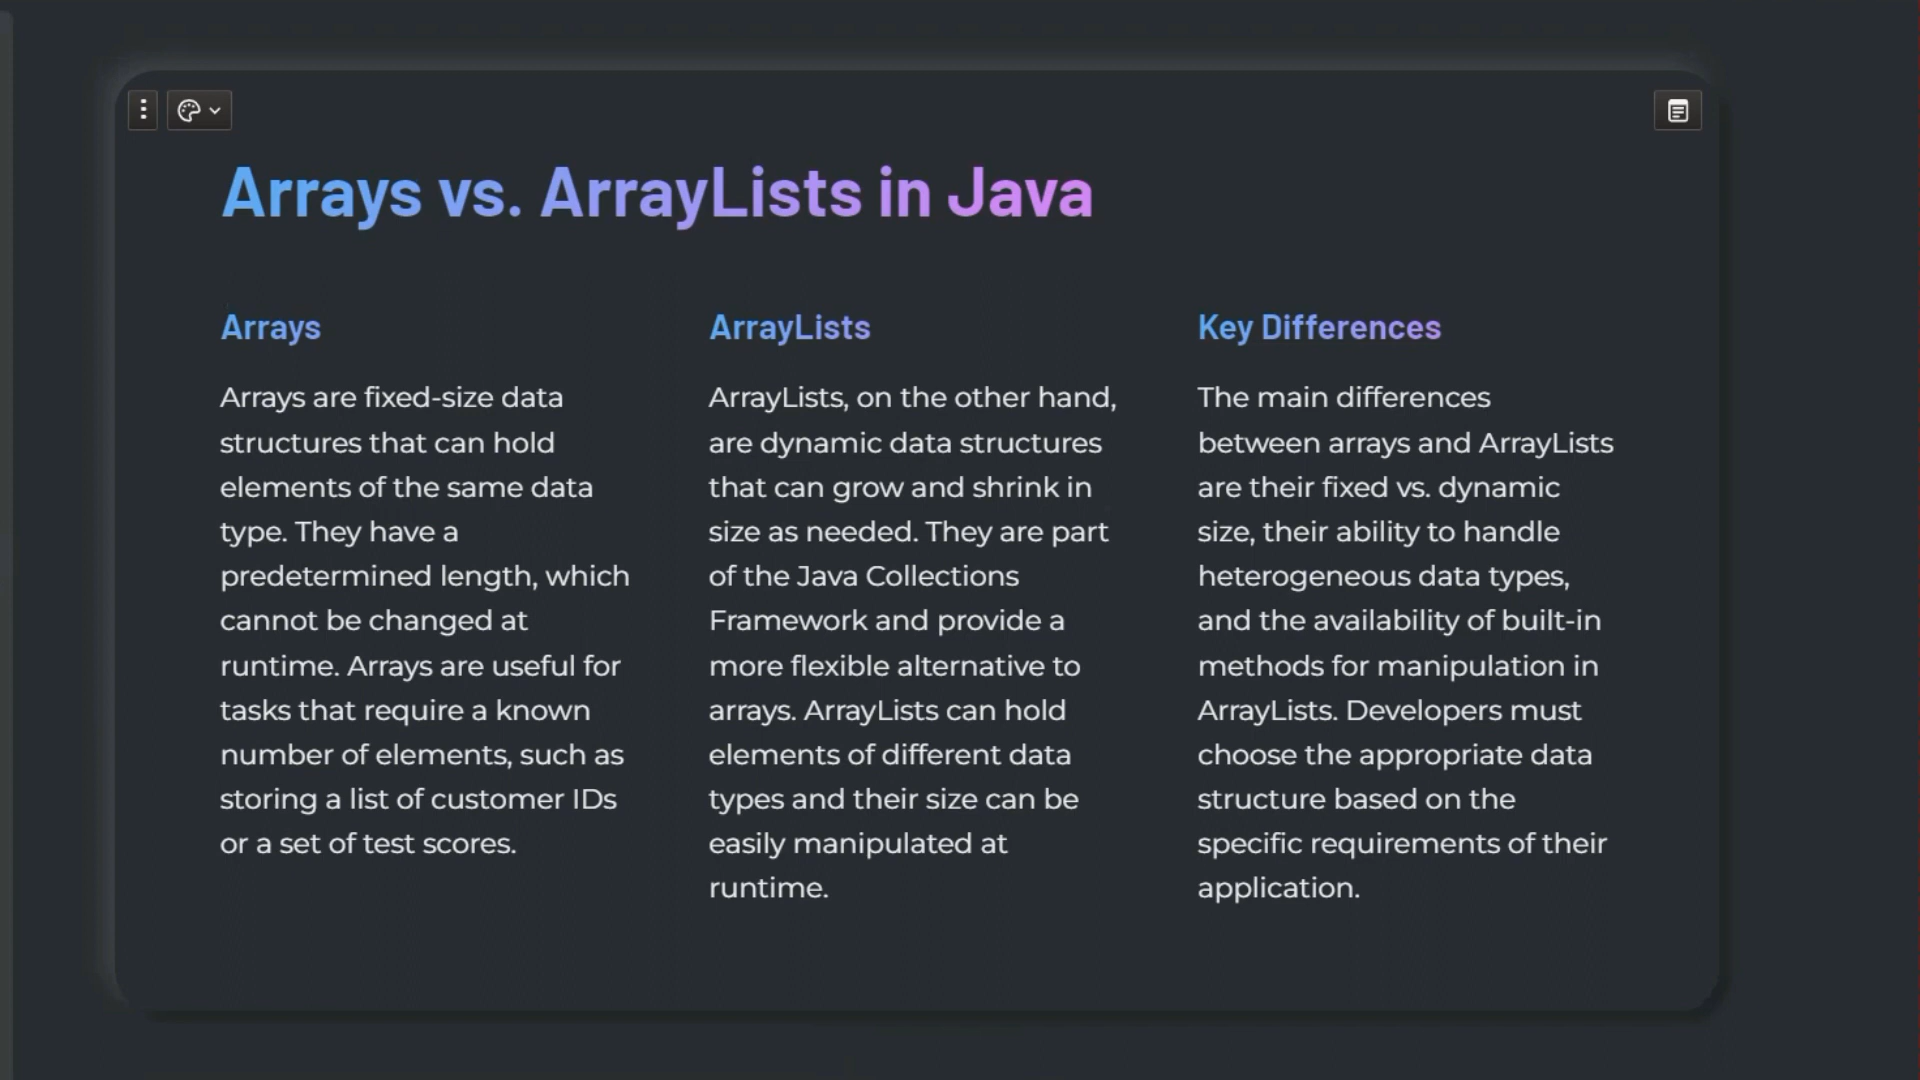 Arrays vs. ArrayLists in Java
Arrays
Arrays are fixed-size data
structures that can hold
elements of the same data
type. They have a
predetermined length, which
cannot be changed at
runtime. Arrays are useful for
tasks that require a known
number of elements, such as
storing a list of customer IDs
or a set of test scores.
ArrayLists
ArrayLists, on the other hand,
are dynamic data structures
that can grow and shrink in
size as needed. They are part
of the Java Collections
Framework and provide a
more flexible alternative to
arrays. ArrayLists can hold
elements of different data
types and their size can be
easily manipulated at
runtime.
Key Differences
The main differences
between arrays and ArrayLists
are their fixed vs. dynamic
size, their ability to handle
heterogeneous data types,
and the availability of built-in
methods for manipulation in
ArrayLists. Developers must
choose the appropriate data
structure based on the
specific requirements of their
application.